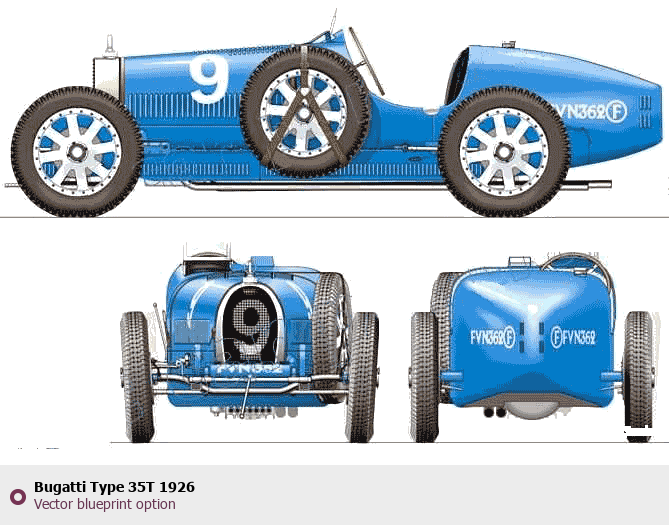 9
FVN362 F
9
FVN362
FVN362 F
F FVN362
Bugatti Type 35T 1926
Vector blueprint option